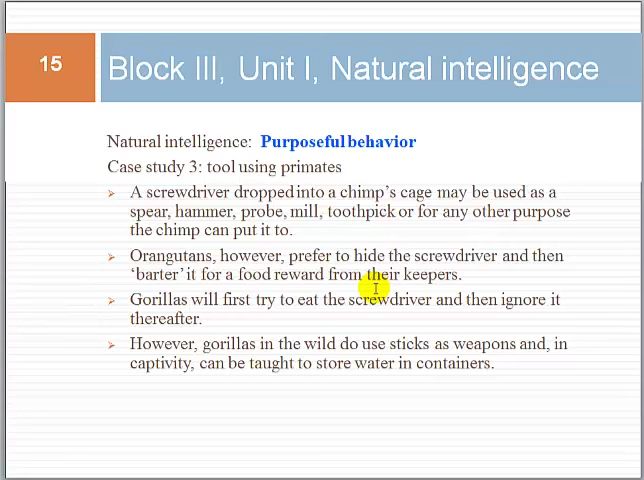 15
Block III, Unit I, Natural intelligence
Natural intelligence: Purposeful behavior
Case study 3: tool using primates
A screwdriver dropped into a chimp's cage may be used as a
spear, hammer, probe, mill, toothpick or for any other purpose
the chimp can put it to.
Orangutans, however, prefer to hide the screwdriver and then
'barter' it for a food reward from their keepers.
Gorillas will first try to eat the screwdriver and then ignore it
thereafter.
However, gorillas in the wild do use sticks as weapons and, in
captivity, can be taught to store water in containers.